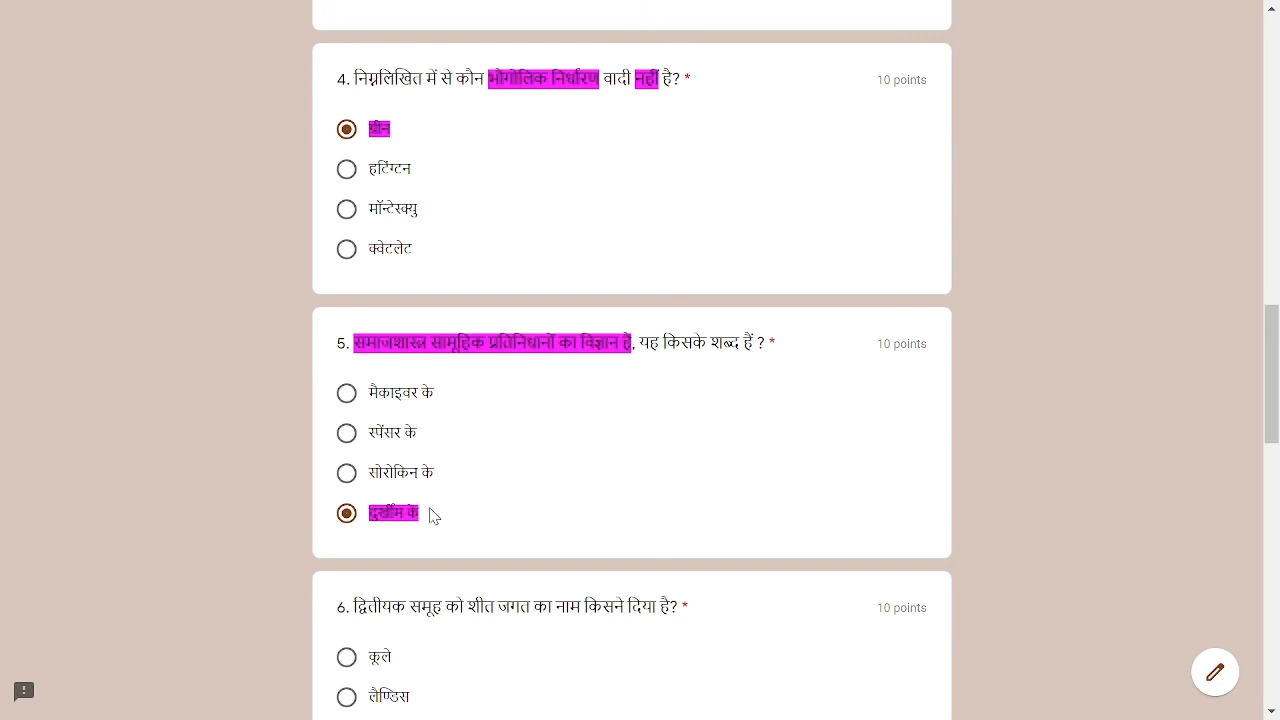 4. निम्नलिखित में से कौन भौगोलिक निर्धारण वादी नहीं है? *
10 points
ग्रीन
हटिंग्टन
मॉन्टेस्क्यु
क्वेटलेट
5. समाजशास्त्र सामूहिक प्रतिनिधानों का विज्ञान है, यह किसके शब्द हैं ? *
10 points
मैकाइवर के
स्पेंसार के
सोरोकिन के
दुर्खीम के
6. द्वितीयक समूह को शीत जगत का नाम किसने दिया है? *
10 points
कूले
लैण्डिस